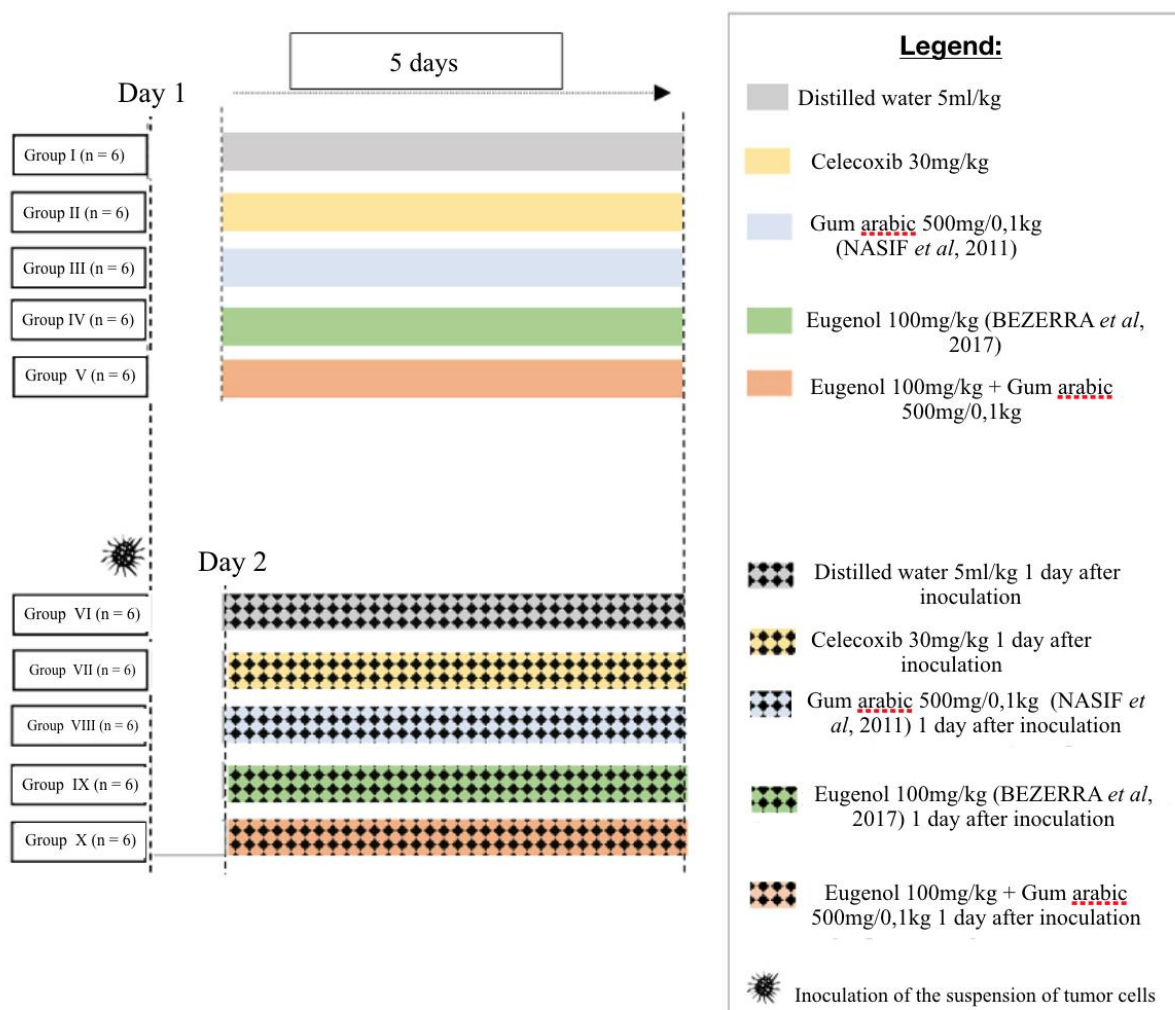 5 days
Day 1
Group I (n = 6)
Group II (n = 6)
Group III (n = 6)
Group IV (n = 6)
Group V (n = 6)
Day 2
Group VI (n = 6)
Group VII (n = 6)
Group VIII (n = 6)
Group IX (n = 6)
Group X (n = 6)
Legend:
Distilled water 5ml/kg
Celecoxib 30mg/kg
Gum arabic 500mg/0,1kg
(NASIF et al, 2011)
Eugenol 100mg/kg (BEZERRA et al,
2017)
Eugenol 100mg/kg + Gum arabic
500mg/0,1kg
Distilled water 5ml/kg 1 day after
inoculation
Celecoxib 30mg/kg 1 day after
inoculation
Gum arabic 500mg/0,1kg (NASIF et
al, 2011) 1 day after inoculation
Eugenol 100mg/kg (BEZERRA et al,
2017) 1 day after inoculation
Eugenol 100mg/kg + Gum arabic
500mg/0,1kg 1 day after inoculation
Inoculation of the suspension of tumor cells